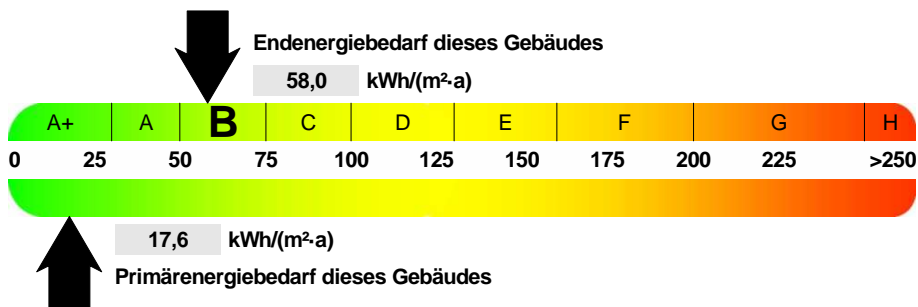 Endenergiebedarf dieses Gebäudes
58,0 kWh/(m²·a)
A+ A B C D E F G H
0 25 50 75 100 125 150 175 200 225 >250
17,6 kWh/(m²·a)
Primärenergiebedarf dieses Gebäudes